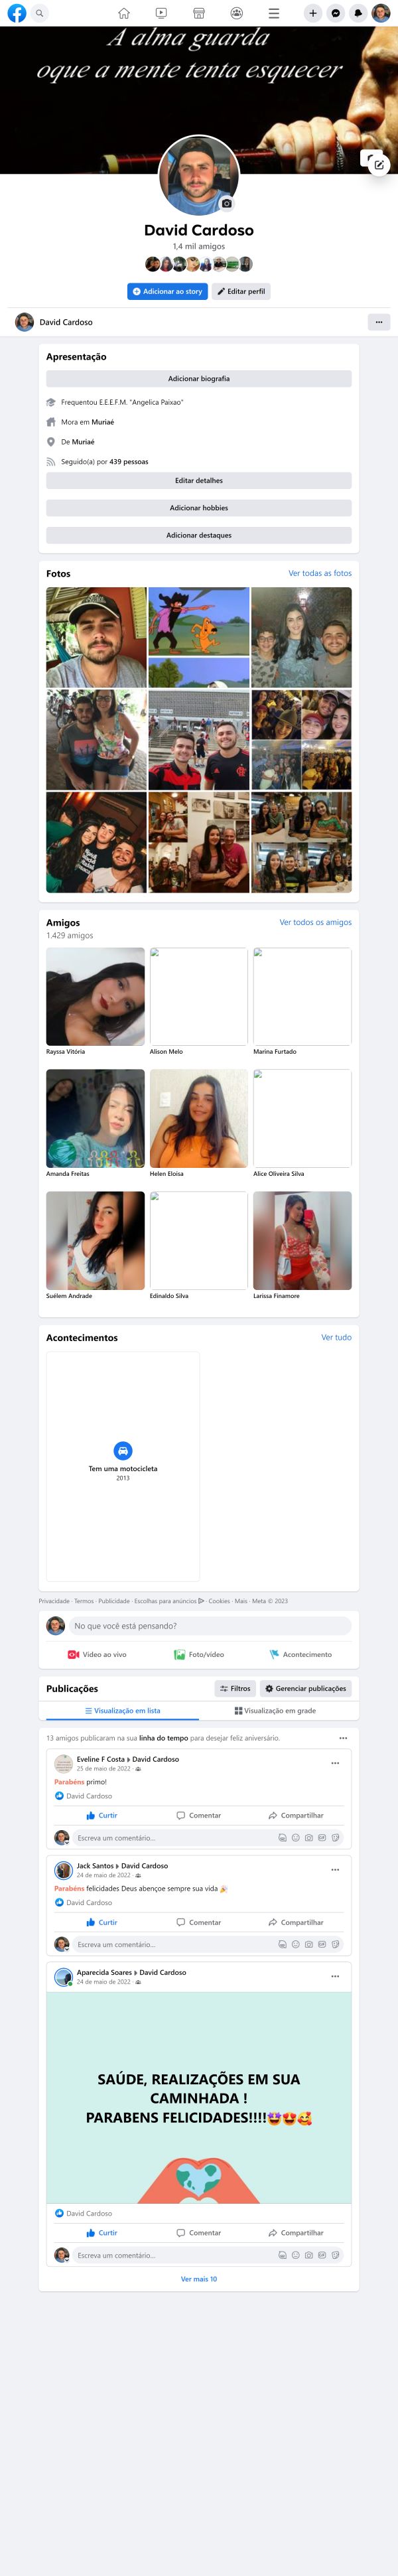 A alma guarda
oque a mente tenta esquecer
David Cardoso
1,4 mil amigos
Adicionar ao story
Editar perfil
David Cardoso
Apresentação
Adicionar biografia
Frequentou E.E.E.F.M. "Angelica Paixao"
Mora em Muriaé
De Muriaé
Seguido(a) por 439 pessoas
Editar detalhes
Adicionar hobbies
Adicionar destaques
Fotos
Ver todas as fotos
Amigos
Ver todos os amigos
1.429 amigos
Rayssa Vitória
Alison Melo
Marina Furtado
Amanda Freitas
Helen Eloisa
Alice Oliveira Silva
Suélem Andrade
Edinaldo Silva
Larissa Finamore
Acontecimentos
Ver tudo
Tem uma motocicleta
2013
Privacidade · Termos · Publicidade · Escolhas para anúncios · Cookies · Mais · Meta © 2023
No que você está pensando?
Vídeo ao vivo
Foto/vídeo
Acontecimento
Publicações
Filtros
Gerenciar publicações
Visualização em lista
Visualização em grade
13 amigos publicaram na sua linha do tempo para desejar feliz aniversário.
Eveline F Costa David Cardoso
25 de maio de 2022 ·
Parabéns primo!
David Cardoso
Curtir
Comentar
Compartilhar
Escreva um comentário...
Jack Santos David Cardoso
24 de maio de 2022 ·
Parabéns felicidades Deus abençoe sempre sua vida 🎉
David Cardoso
Curtir
Comentar
Compartilhar
Escreva um comentário...
Aparecida Soares David Cardoso
24 de maio de 2022 ·
SAÚDE, REALIZAÇÕES EM SUA
CAMINHADA !
PARABENS FELICIDADES!!!!🤩😍🥰
David Cardoso
Curtir
Comentar
Compartilhar
Escreva um comentário...
Ver mais 10